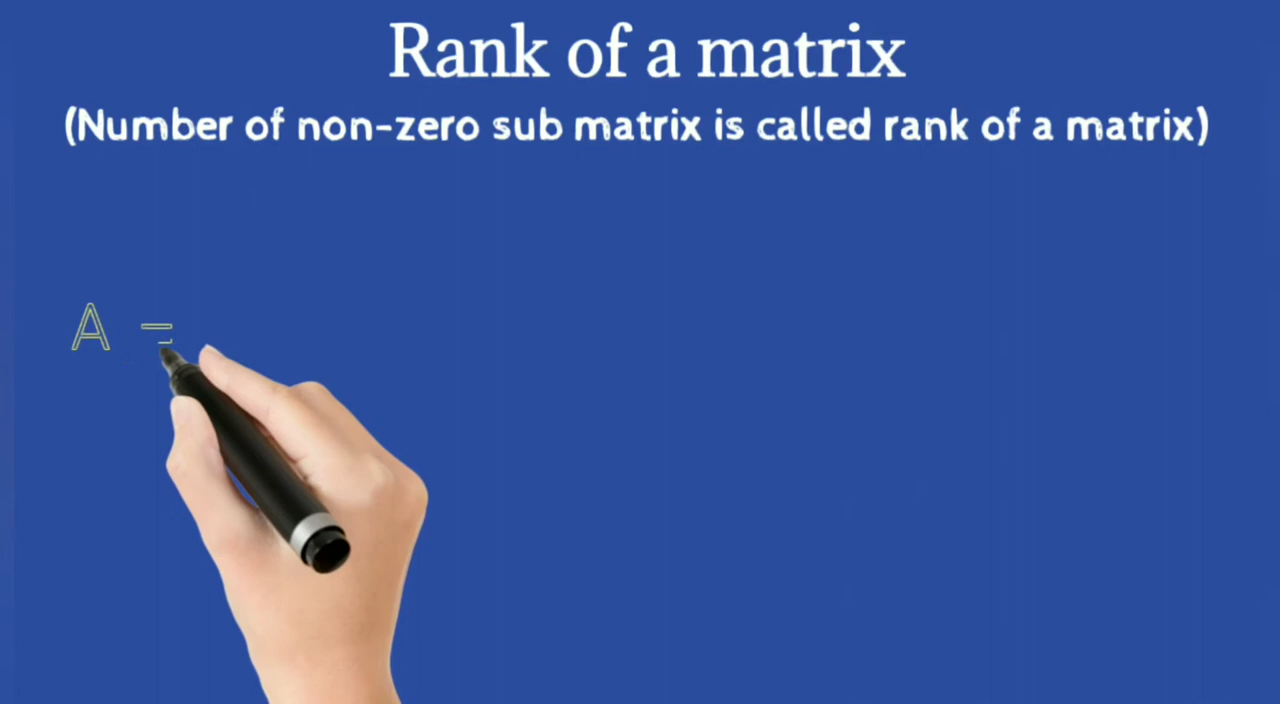 Rank of a matrix
(Number of non-zero sub matrix is called rank of a matrix)
A =